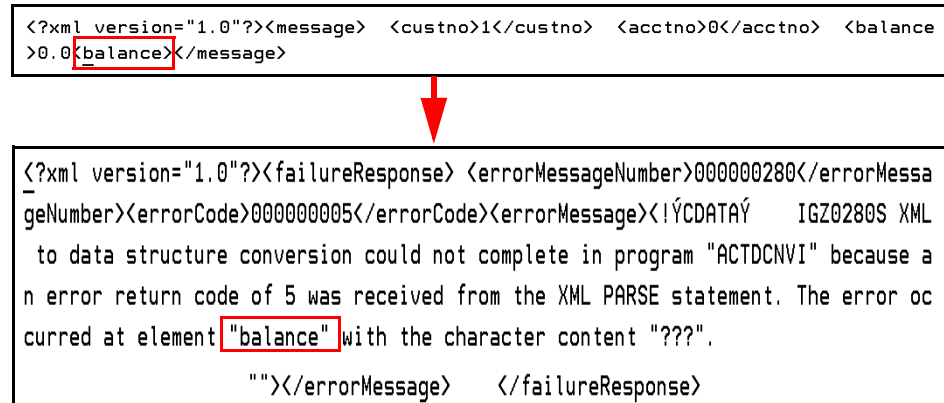 <?xml version="1.0"?><message>  <custno>1</custno>  <acctno>0</acctno>  <balance
>0.0<balance></message>
<?xml version="1.0"?><failureResponse> <errorMessageNumber>000000280</errorMessa
geNumber><errorCode>000000005</errorCode><errorMessage><!ÝCDATAÝ    IGZ0280S XML
 to data structure conversion could not complete in program "ACTDCNVI" because a
n error return code of 5 was received from the XML PARSE statement. The error oc
curred at element "balance" with the character content "???".
""></errorMessage>    </failureResponse>